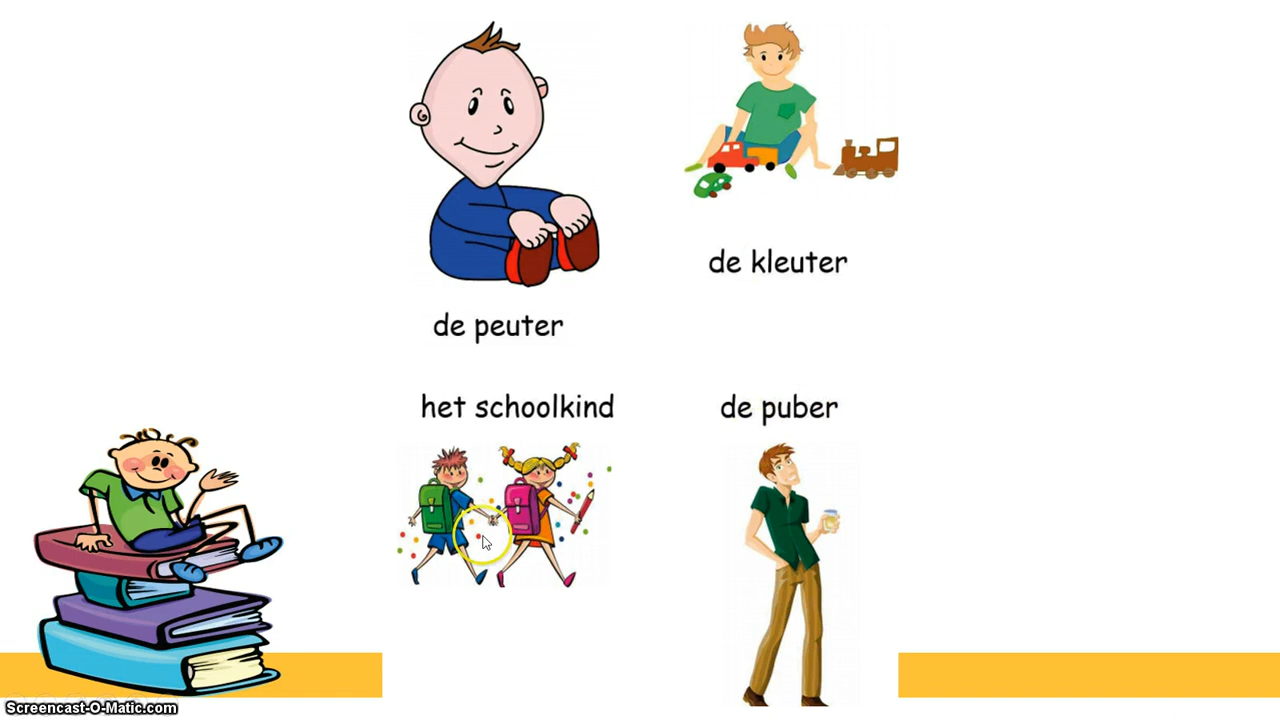 de kleuter
de peuter
het schoolkind
de puber
Screencast-O-Matic.com